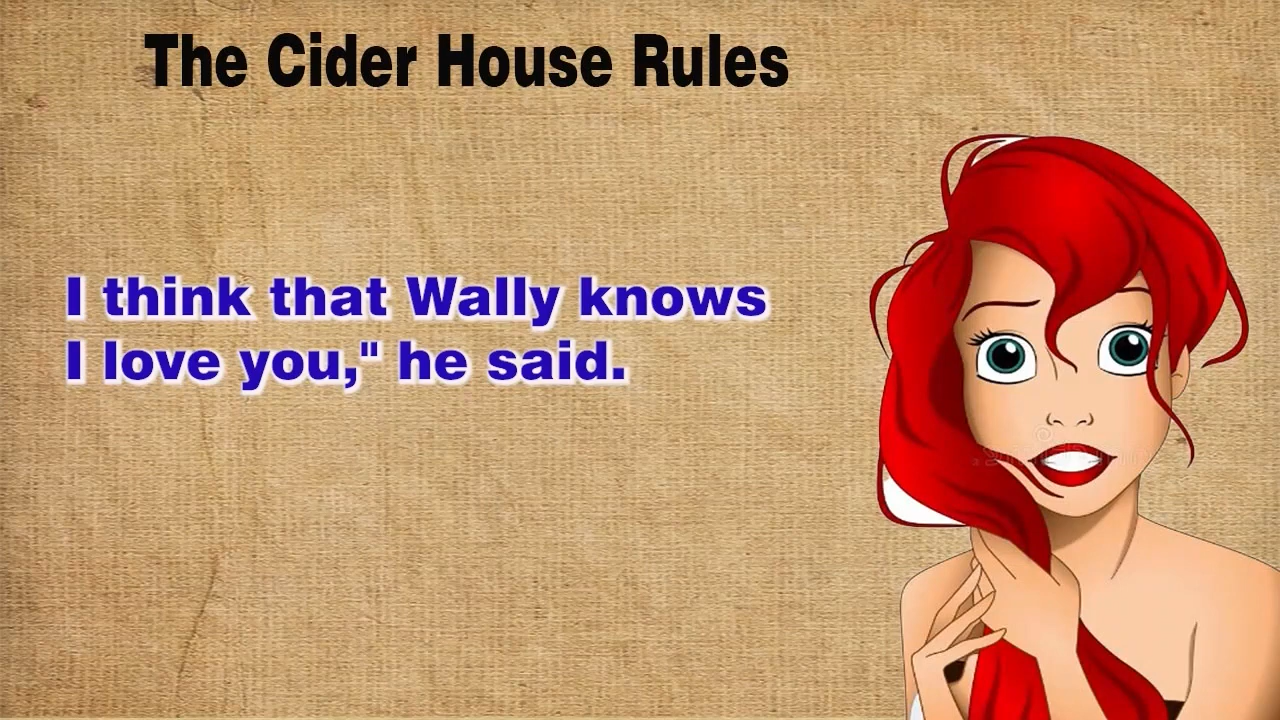 The Cider House Rules
I think that Wally knows
I love you," he said.